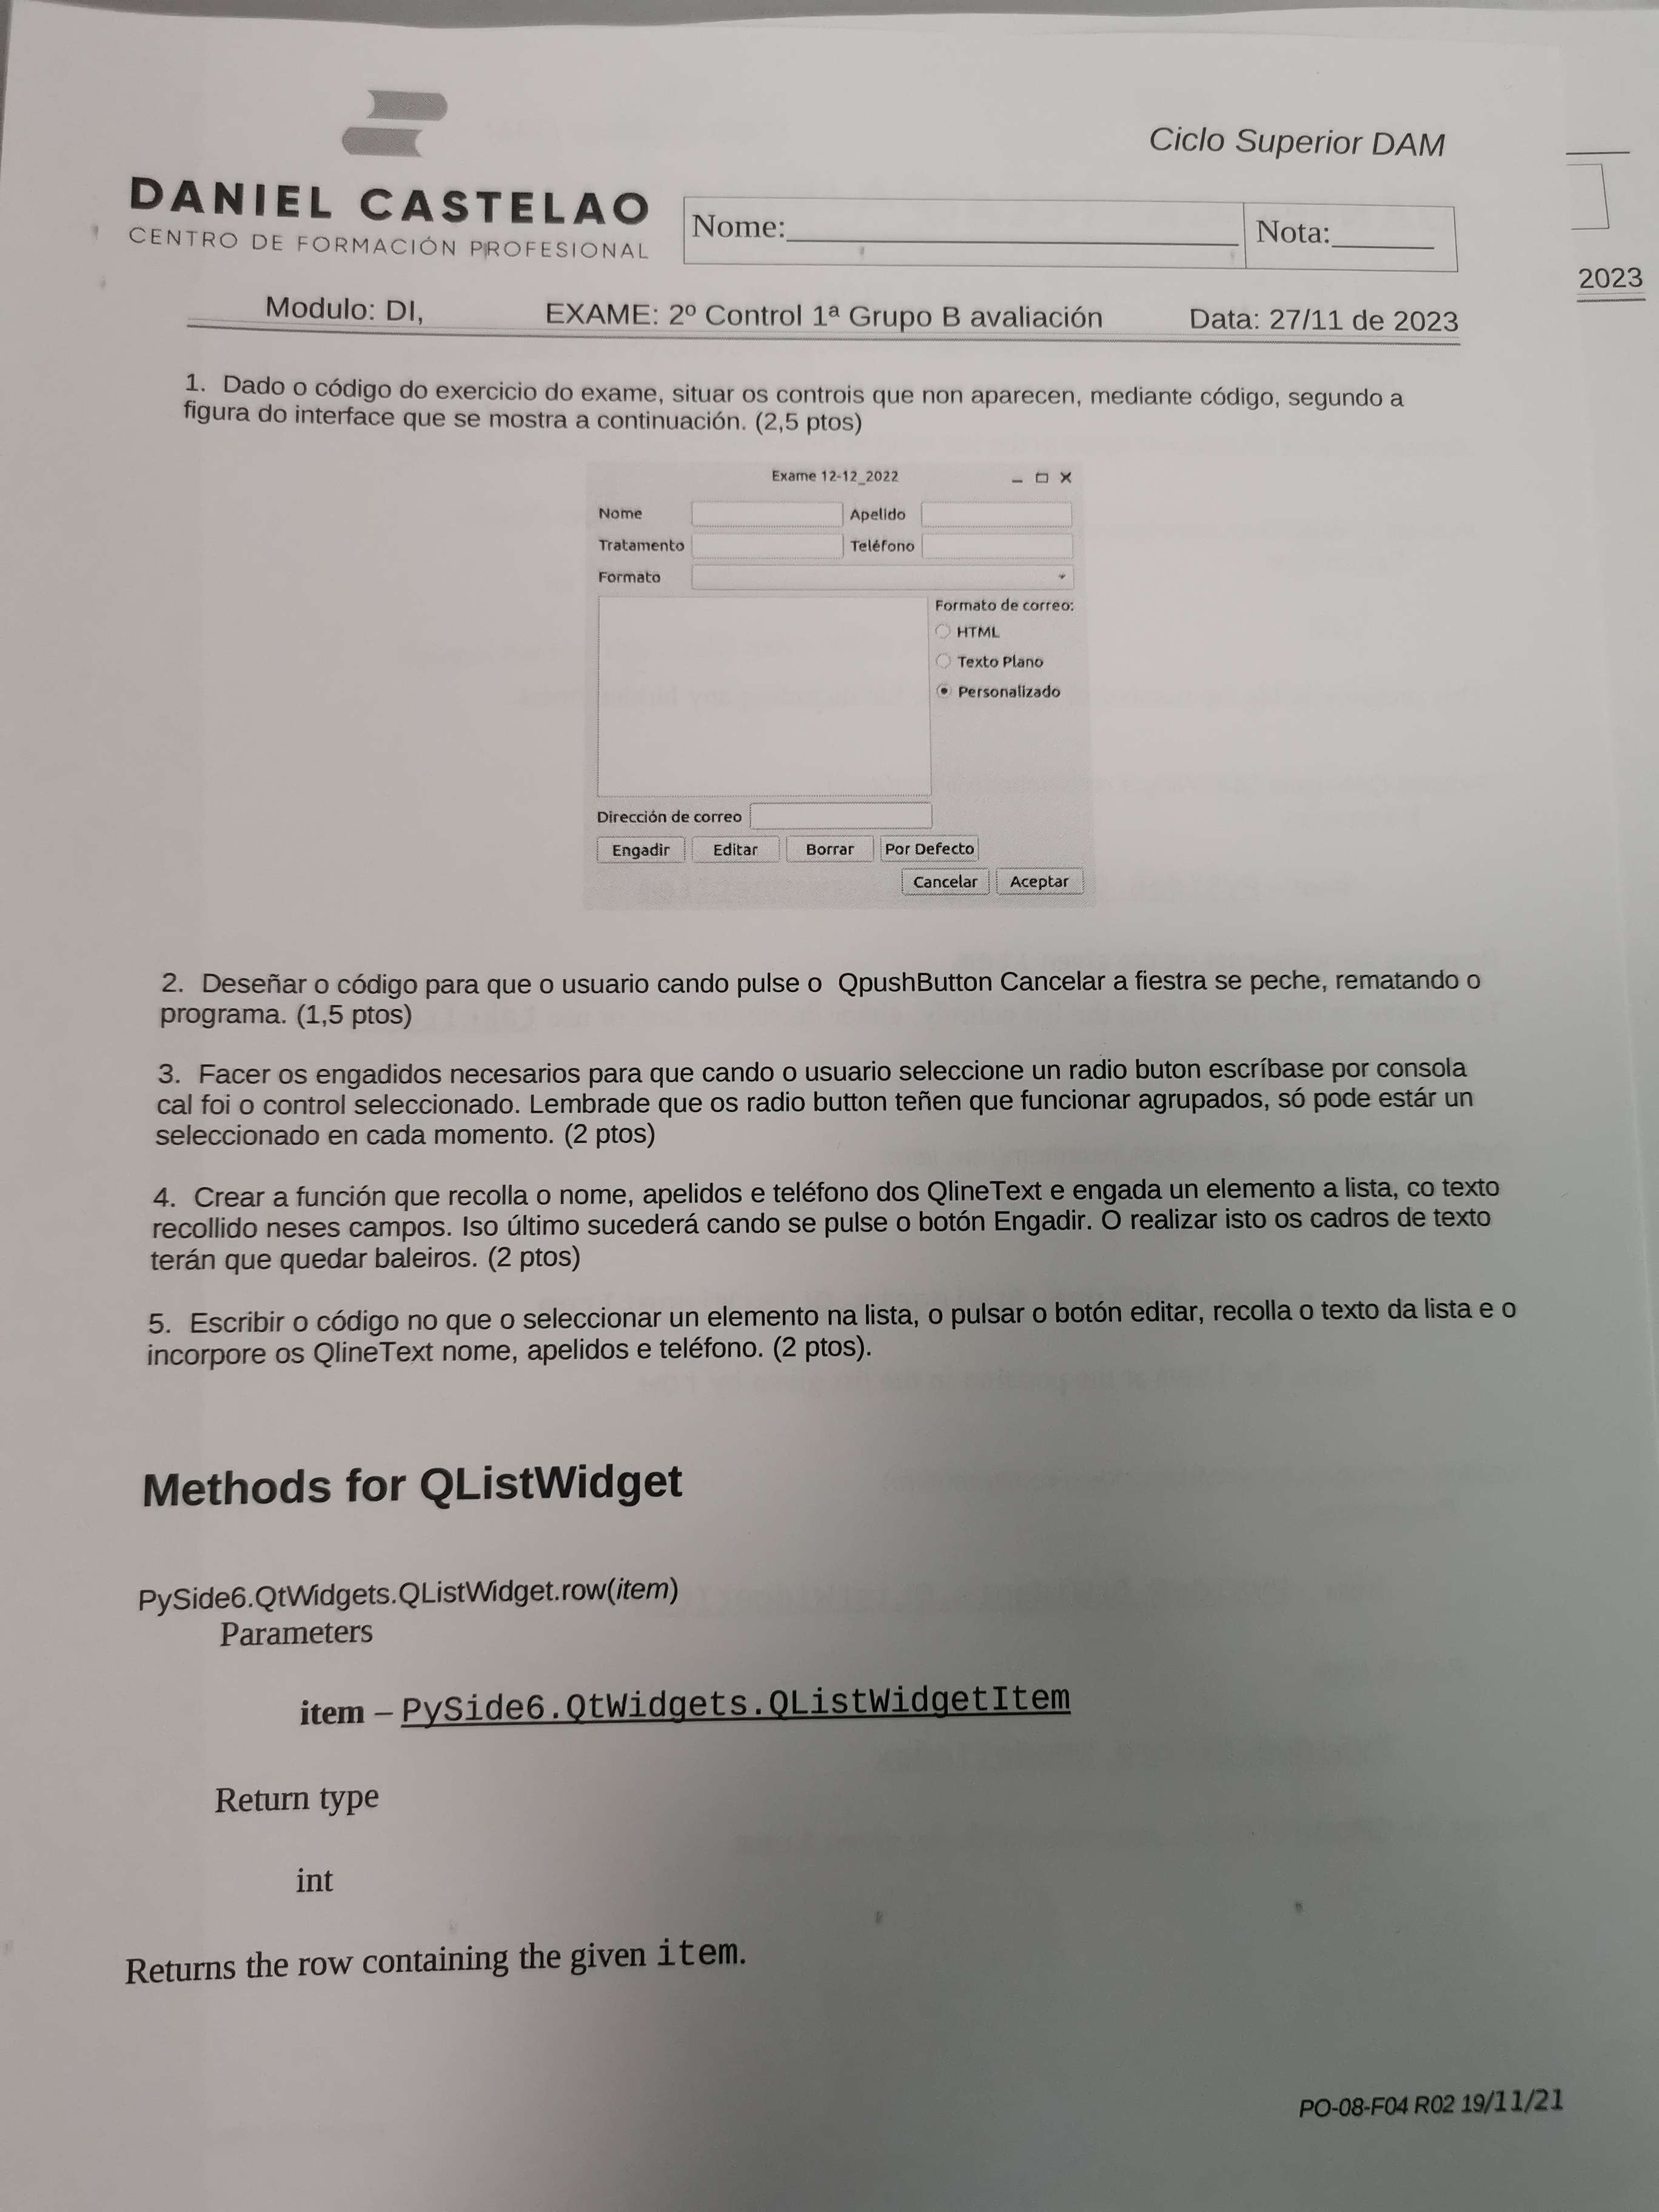 Ciclo Superior DAM
DANIEL CASTELAO
CENTRO DE FORMACIÓN PROFESIONAL
Nome:
Nota:
2023
Modulo: DI, EXAME: 2º Control 1ª Grupo B avaliación Data: 27/11 de 2023
1. Dado o código do exercicio do exame, situar os controis que non aparecen, mediante código, segundo a
figura do interface que se mostra a continuación. (2,5 ptos)
Exame 12-12_2022
Nome Apelido
Tratamento Teléfono
Formato
Formato de correo:
HTML
Texto Plano
Personalizado
Dirección de correo
Engadir Editar Borrar Por Defecto
Cancelar Aceptar
2. Deseñar o código para que o usuario cando pulse o QpushButton Cancelar a fiestra se peche, rematando o
programa. (1,5 ptos)
3. Facer os engadidos necesarios para que cando o usuario seleccione un radio buton escríbase por consola
cal foi o control seleccionado. Lembrade que os radio button teñen que funcionar agrupados, só pode estár un
seleccionado en cada momento. (2 ptos)
4. Crear a función que recolla o nome, apelidos e teléfono dos QlineText e engada un elemento a lista, co texto
recollido neses campos. Iso último sucederá cando se pulse o botón Engadir. O realizar isto os cadros de texto
terán que quedar baleiros. (2 ptos)
5. Escribir o código no que o seleccionar un elemento na lista, o pulsar o botón editar, recolla o texto da lista e o
incorpore os QlineText nome, apelidos e teléfono. (2 ptos).
Methods for QListWidget
PySide6.QtWidgets.QListWidget.row(item)
Parameters
item – PySide6.QtWidgets.QListWidgetItem
Return type
int
Returns the row containing the given item.
PO-08-F04 R02 19/11/21